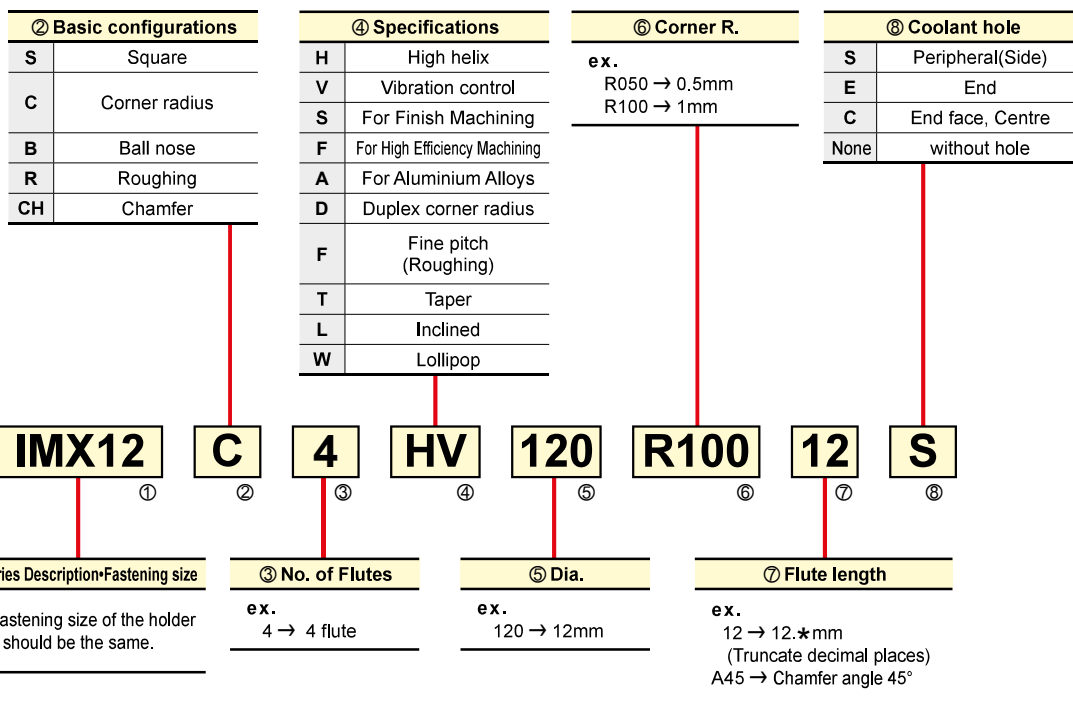 ② Basic configurations
S Square
C Corner radius
B Ball nose
R Roughing
CH Chamfer
④ Specifications
H High helix
V Vibration control
S For Finish Machining
F For High Efficiency Machining
A For Aluminium Alloys
D Duplex corner radius
F Fine pitch
(Roughing)
T Taper
L Inclined
W Lollipop
⑥ Corner R.
ex.
R050 → 0.5mm
R100 → 1mm
⑧ Coolant hole
S Peripheral(Side)
E End
C End face, Centre
None without hole
IMX12 C 4 HV 120 R100 12 S
① ② ③ ④ ⑤ ⑥ ⑦ ⑧
ries Description•Fastening size
astening size of the holder
should be the same.
③ No. of Flutes
ex.
4 → 4 flute
⑤ Dia.
ex.
120 → 12mm
⑦ Flute length
ex.
12 → 12.★mm
(Truncate decimal places)
A45 → Chamfer angle 45°